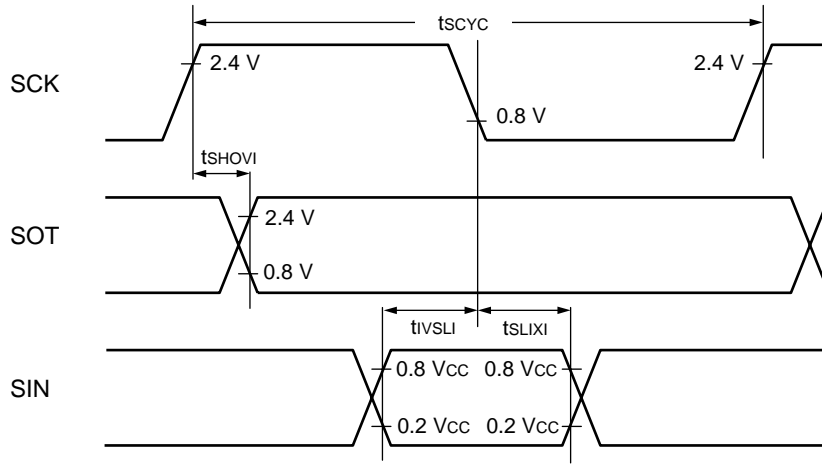 tSCYC
SCK
2.4 V
0.8 V
2.4 V
tSHOVI
SOT
2.4 V
0.8 V
tIVSLI
tSLIXI
SIN
0.8 VCC
0.8 VCC
0.2 VCC
0.2 VCC